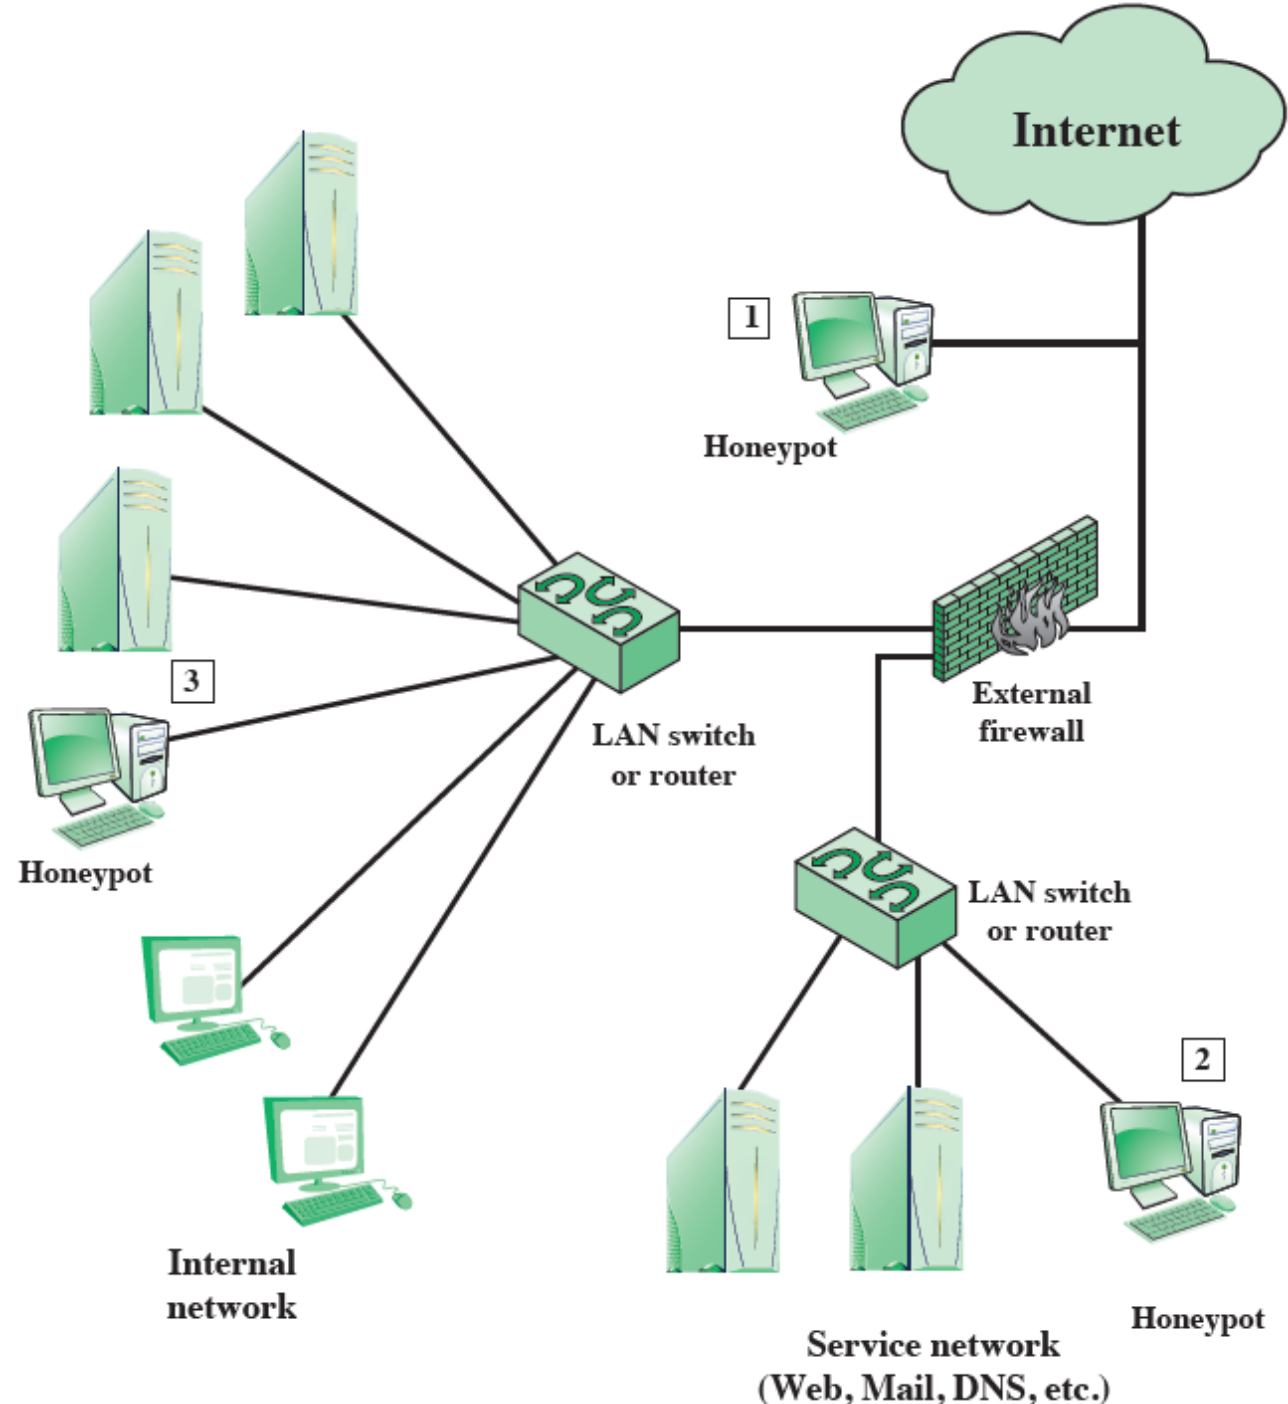 Internet
1
Honeypot
3
Honeypot
LAN switch
or router
External
firewall
LAN switch
or router
2
Honeypot
Internal
network
Service network
(Web, Mail, DNS, etc.)